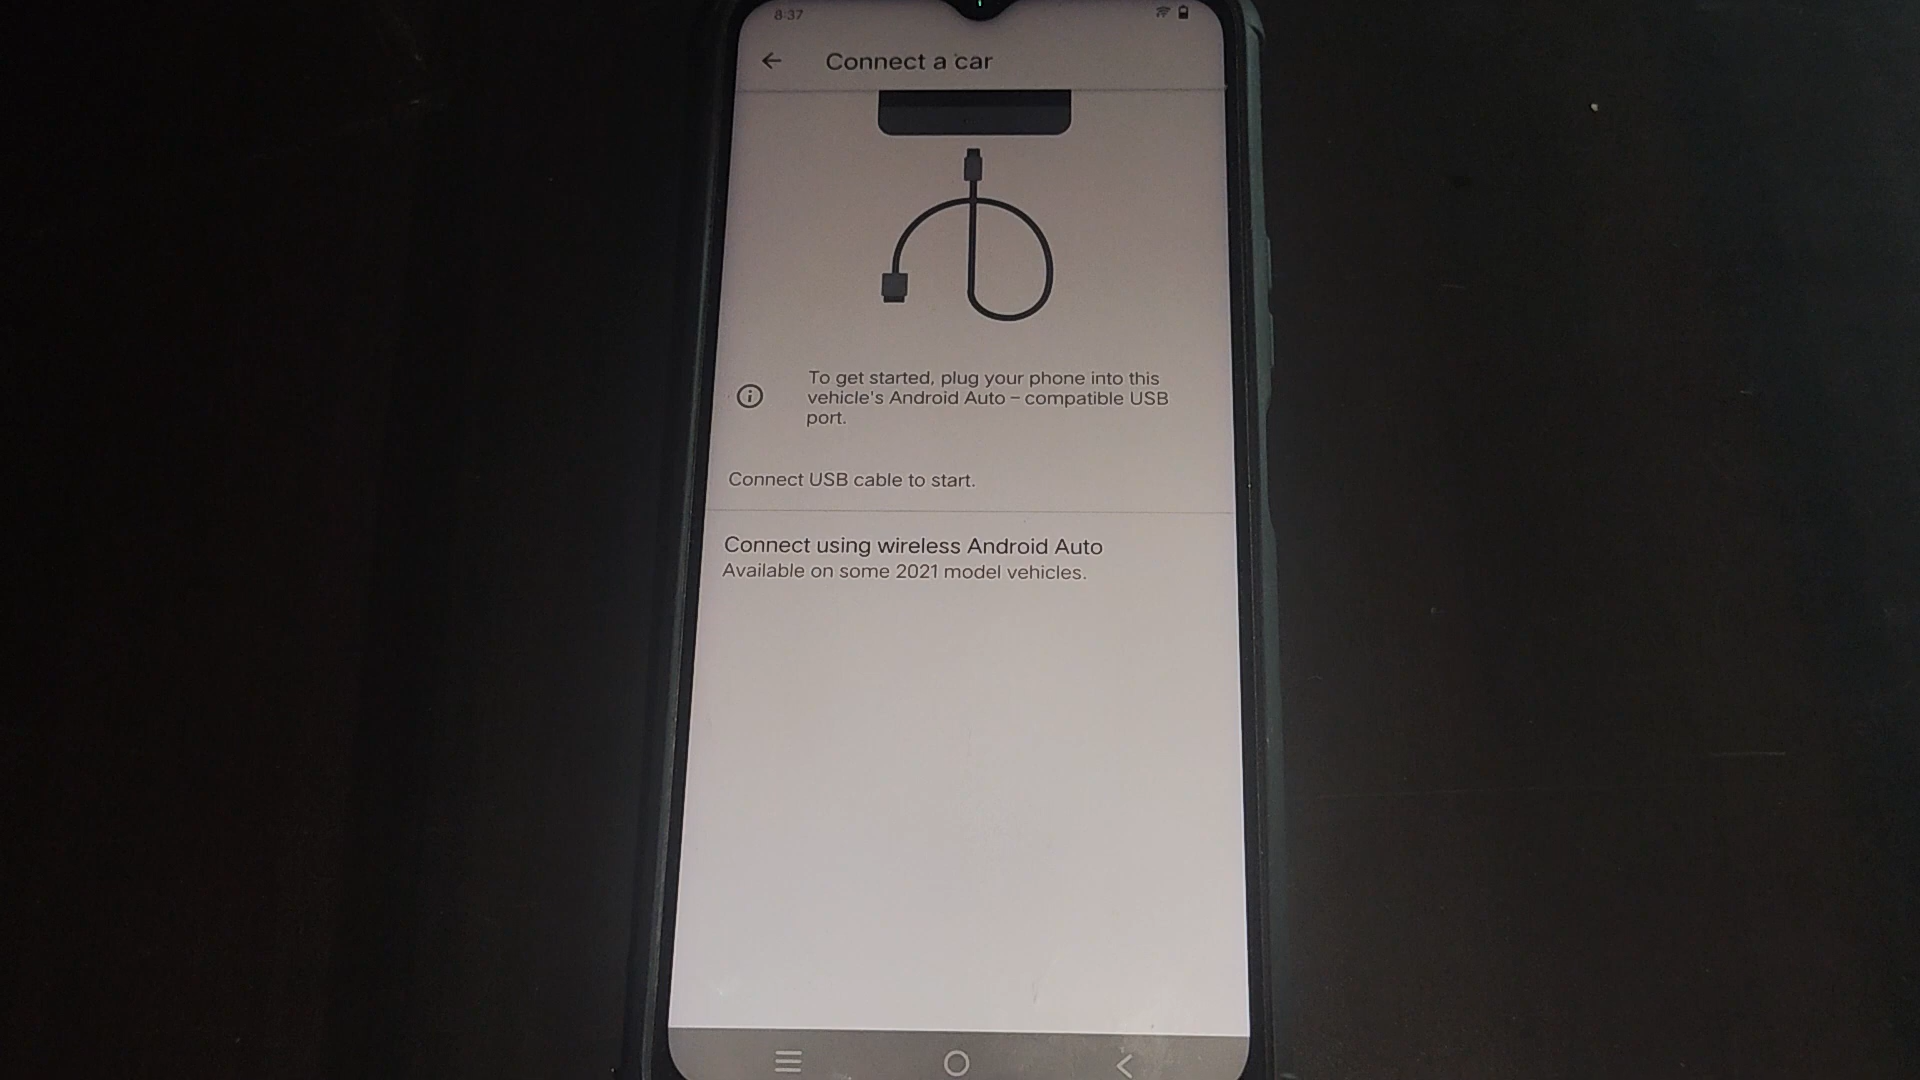 8:37
Connect a car
To get started, plug your phone into this
vehicle's Android Auto – compatible USB
port.
Connect USB cable to start.
Connect using wireless Android Auto
Available on some 2021 model vehicles.